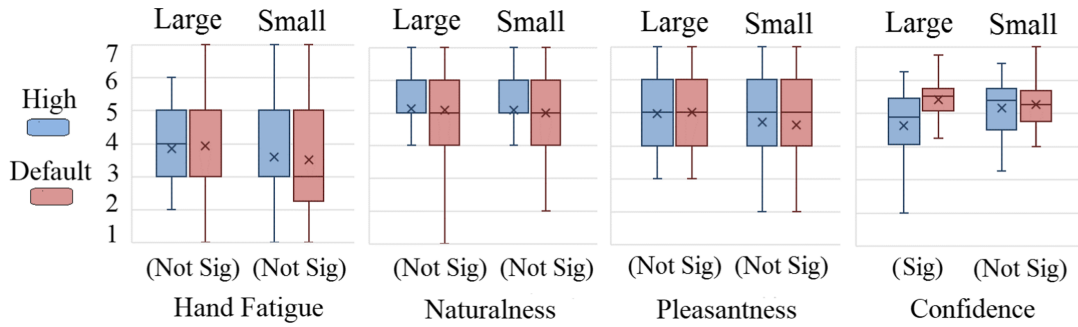 Large Small Large Small Large Small Large Small
7
6
High
5
4
Default
3
2
1
(Not Sig) (Not Sig) (Not Sig) (Not Sig) (Not Sig) (Not Sig) (Sig) (Not Sig)
Hand Fatigue Naturalness Pleasantness Confidence